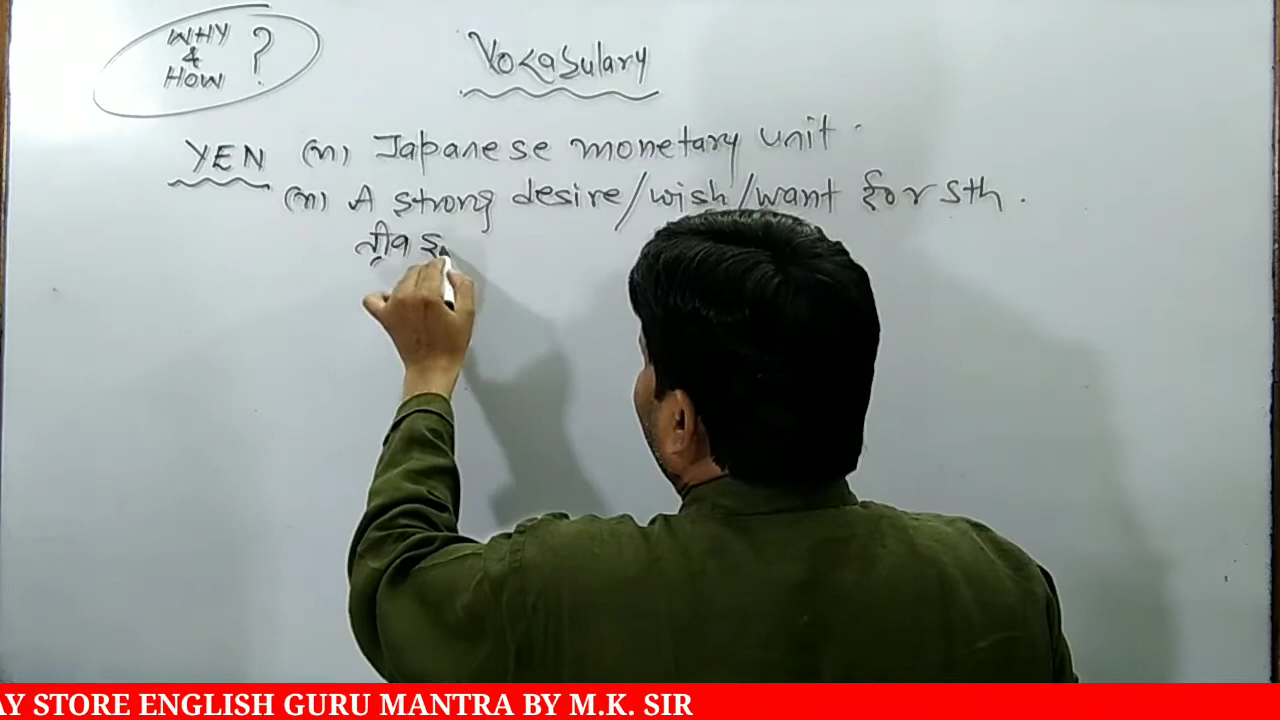 WHY
&
HOW ?
Vocabulary
YEN (n) Japanese monetary unit.
(n) A strong desire/wish/want for sth.
तीव्र इ
AY STORE ENGLISH GURU MANTRA BY M.K. SIR